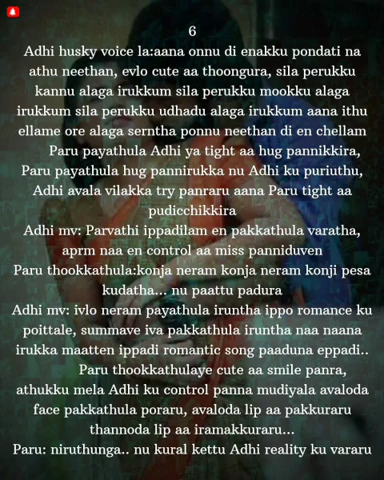 6
Adhi husky voice la:aana onnu di enakku pondati na
athu neethan, evlo cute aa thoongura, sila perukku
kannu alaga irukkum sila perukku mookku alaga
irukkum sila perukku udhadu alaga irukkum aana ithu
ellame ore alaga serntha ponnu neethan di en chellam
Paru payathula Adhi ya tight aa hug pannikkira,
Paru payathula hug pannirukka nu Adhi ku puriuthu,
Adhi avala vilakka try panraru aana Paru tight aa
pudicchikkira
Adhi mv: Parvathi ippadilam en pakkathula varatha,
aprm naa en control aa miss panniduven
Paru thookkathula:konja neram konja neram konji pesa
kudatha... nu paattu padura
Adhi mv: ivlo neram payathula iruntha ippo romance ku
poittale, summave iva pakkathula iruntha naa naana
irukka maatten ippadi romantic song paaduna eppadi..
Paru thookkathulaye cute aa smile panra,
athukku mela Adhi ku control panna mudiyala avaloda
face pakkathula poraru, avaloda lip aa pakkuraru
thannoda lip aa iramakkuraru...
Paru: niruthunga.. nu kural kettu Adhi reality ku vararu